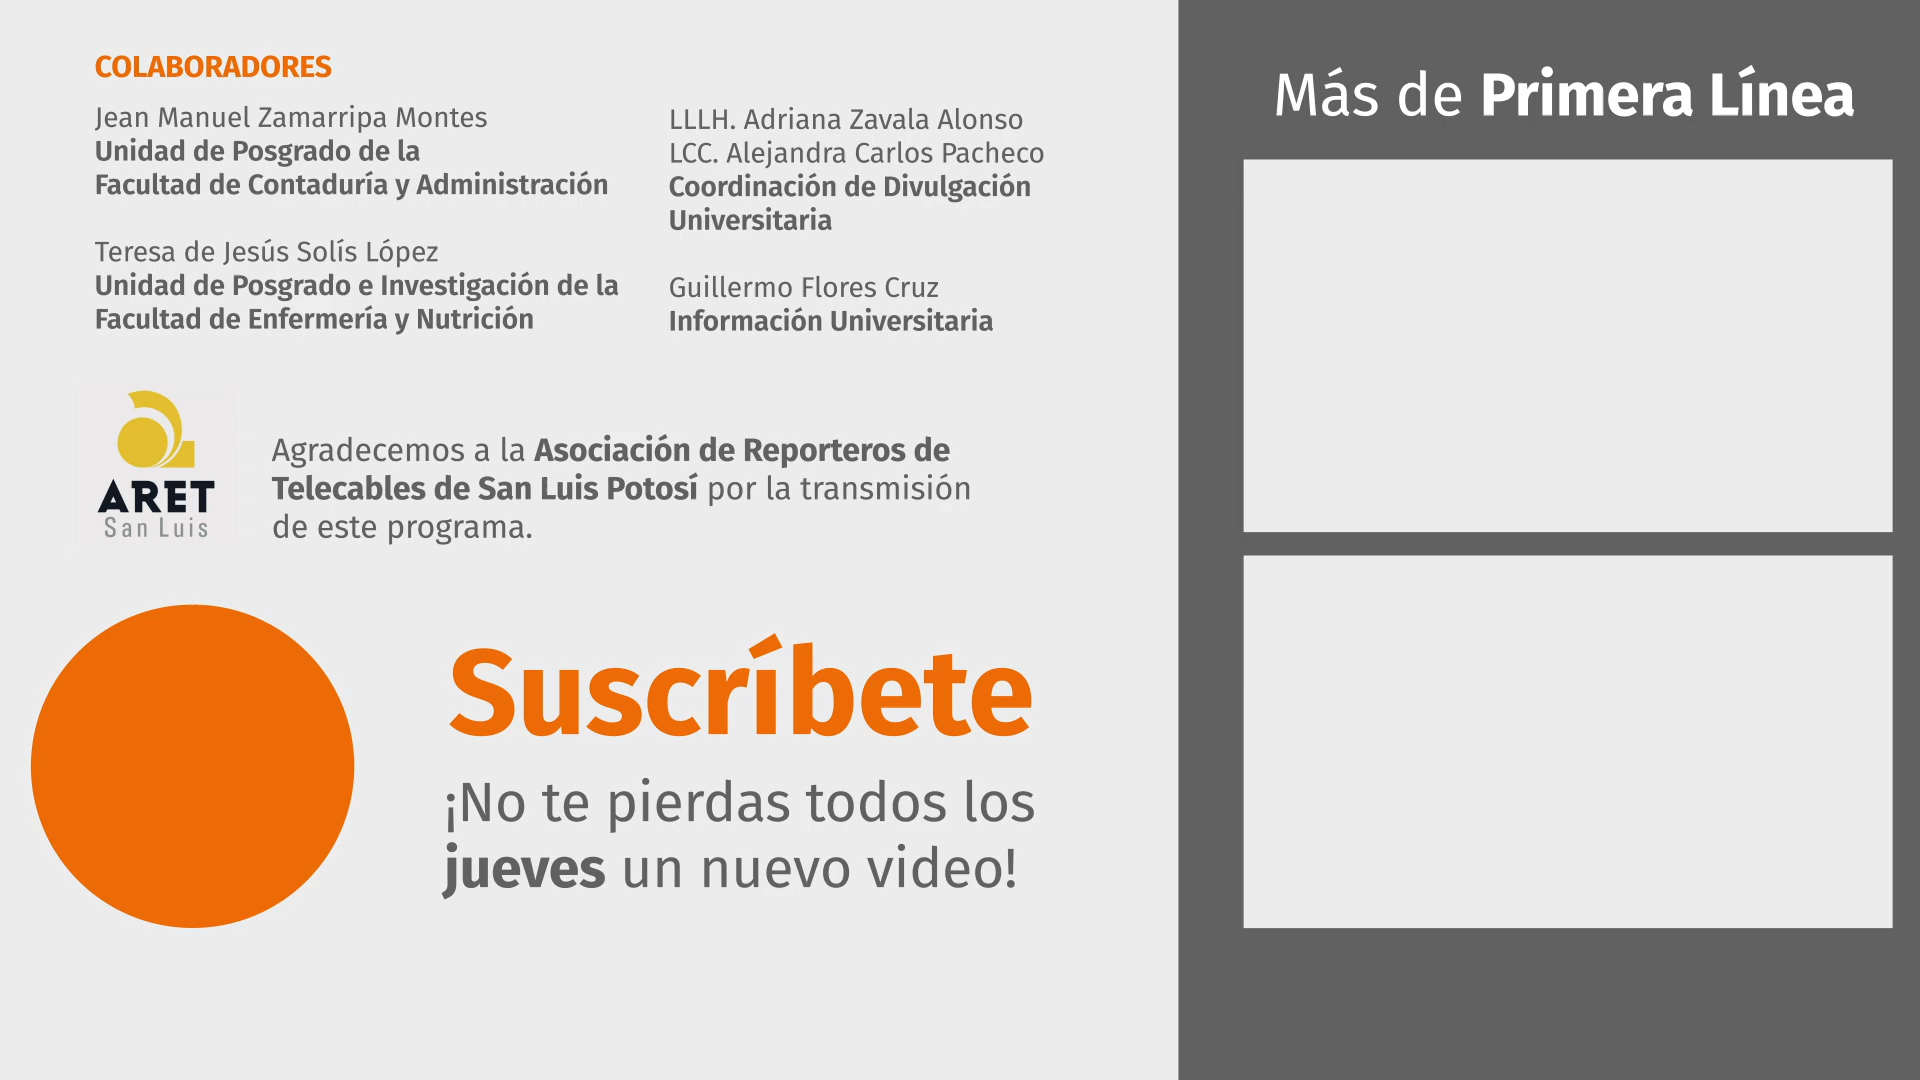 COLABORADORES
Jean Manuel Zamarripa Montes
Unidad de Posgrado de la
Facultad de Contaduría y Administración
Teresa de Jesús Solís López
Unidad de Posgrado e Investigación de la
Facultad de Enfermería y Nutrición
LLLH. Adriana Zavala Alonso
LCC. Alejandra Carlos Pacheco
Coordinación de Divulgación
Universitaria
Guillermo Flores Cruz
Información Universitaria
ARET
San Luis
Agradecemos a la Asociación de Reporteros de
Telecables de San Luis Potosí por la transmisión
de este programa.
Suscríbete
¡No te pierdas todos los
jueves un nuevo video!
Más de Primera Línea